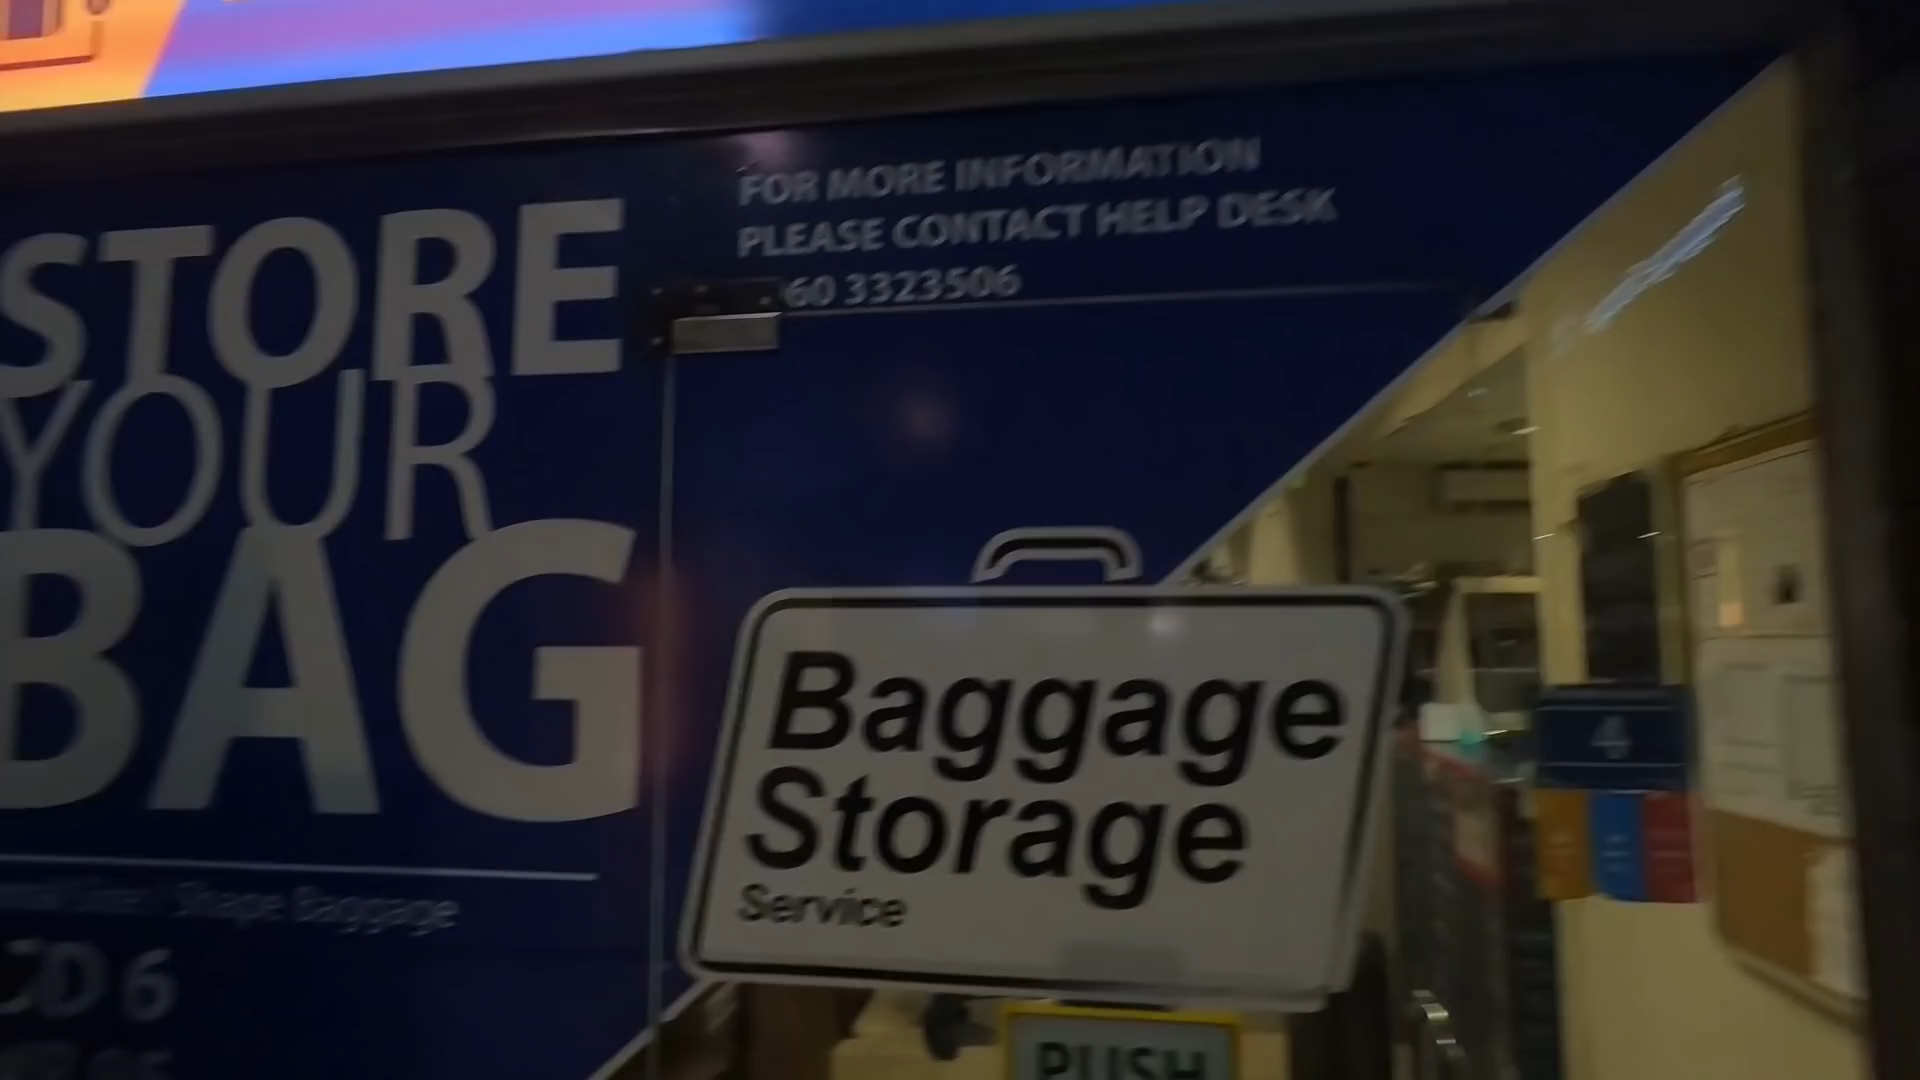 STORE
YOUR
BAG
Shape Baggage
CD 6
FOR MORE INFORMATION
PLEASE CONTACT HELP DESK
60 3323506
Baggage
Storage
Service
PUSH
4